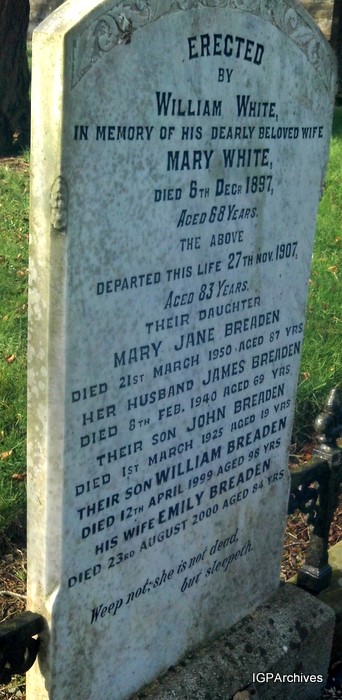 ERECTED
BY
WILLIAM WHITE,
IN MEMORY OF HIS DEARLY BELOVED WIFE
MARY WHITE,
DIED 6TH DECR 1897,
AGED 68 YEARS.
THE ABOVE
DEPARTED THIS LIFE 27TH NOV. 1907,
AGED 83 YEARS.
THEIR DAUGHTER
MARY JANE BREADEN
DIED 21ST MARCH 1950 AGED 87 YRS
HER HUSBAND JAMES BREADEN
DIED 8TH FEB. 1940 AGED 69 YRS
THEIR SON JOHN BREADEN
DIED 1ST MARCH 1925 AGED 19 YRS
THEIR SON WILLIAM BREADEN
DIED 12TH APRIL 1999 AGED 98 YRS
HIS WIFE EMILY BREADEN
DIED 23RD AUGUST 2000 AGED 84 YRS
Weep not; she is not dead,
but sleepeth.
IGPArchives